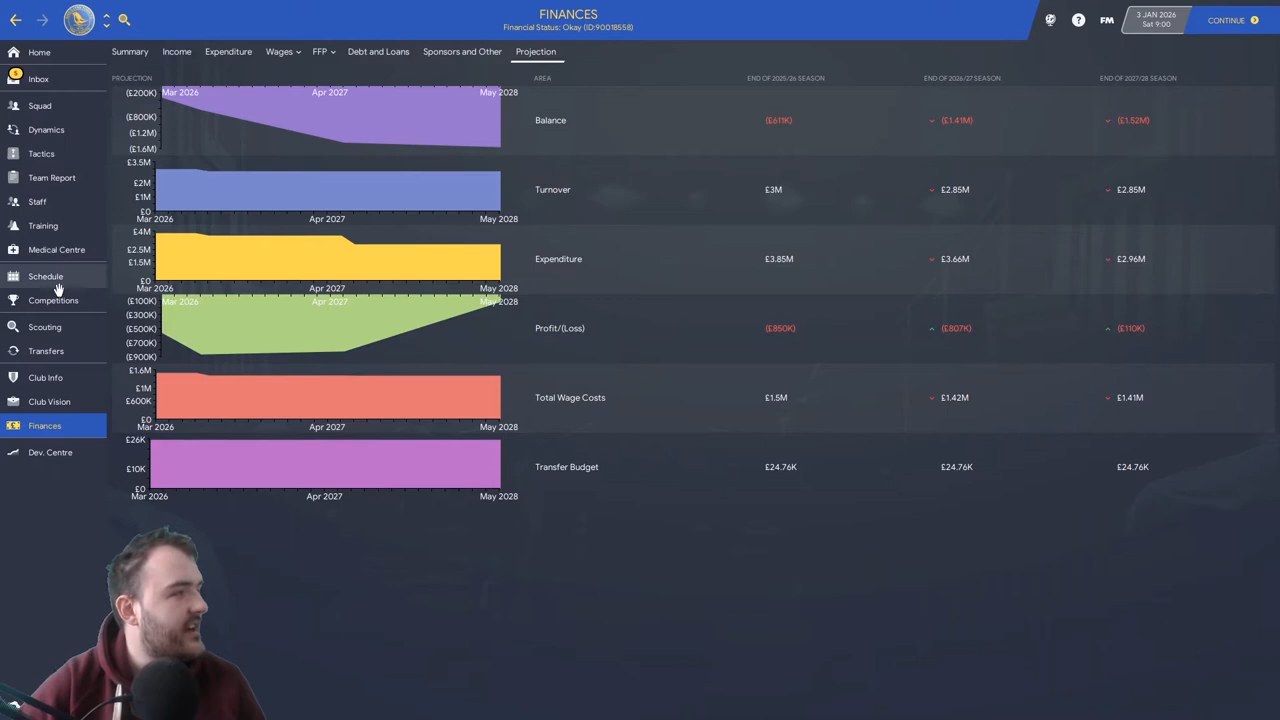 FINANCES
Financial Status: Okay (ID:90018558)
FM
3 JAN 2026
Sat 9:00
CONTINUE
Home
5
Inbox
Squad
Dynamics
Tactics
Team Report
Staff
Training
Medical Centre
Schedule
Competitions
Scouting
Transfers
Club Info
Club Vision
Finances
Dev. Centre
Summary
Income
Expenditure
Wages
FFP
Debt and Loans
Sponsors and Other
Projection
PROJECTION
AREA
END OF 2025/26 SEASON
END OF 2026/27 SEASON
END OF 2027/28 SEASON
(£200K)
(£800K)
(£1.2M)
(£1.6M)
Mar 2026
Apr 2027
May 2028
Balance
(£611K)
(£1.41M)
(£1.52M)
£3.5M
£2M
£1M
£0
Mar 2026
Apr 2027
May 2028
Turnover
£3M
£2.85M
£2.85M
£4M
£2.5M
£1.5M
£0
Mar 2026
Apr 2027
May 2028
Expenditure
£3.85M
£3.66M
£2.96M
(£100K)
(£300K)
(£500K)
(£700K)
(£900K)
Mar 2026
Apr 2027
May 2028
Profit/(Loss)
(£850K)
(£807K)
(£110K)
£1.6M
£1M
£600K
£0
Mar 2026
Apr 2027
May 2028
Total Wage Costs
£1.5M
£1.42M
£1.41M
£26K
£10K
£0
Mar 2026
Apr 2027
May 2028
Transfer Budget
£24.76K
£24.76K
£24.76K